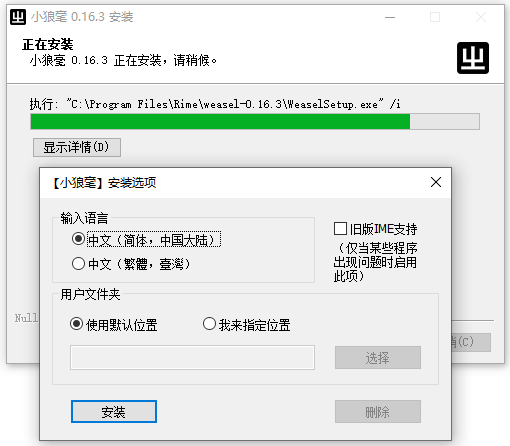 小狼毫 0.16.3 安装
正在安装
小狼毫 0.16.3 正在安装，请稍候。
执行: "C:\Program Files\Rime\weasel-0.16.3\WeaselSetup.exe" /i
显示详情(D)
【小狼毫】安装选项
输入语言
中文（简体，中国大陆）
中文（繁體，臺灣）
旧版IME支持
（仅当某些程序
出现问题时启用
此项）
用户文件夹
使用默认位置
我来指定位置
选择
安装
删除
Null
消(C)